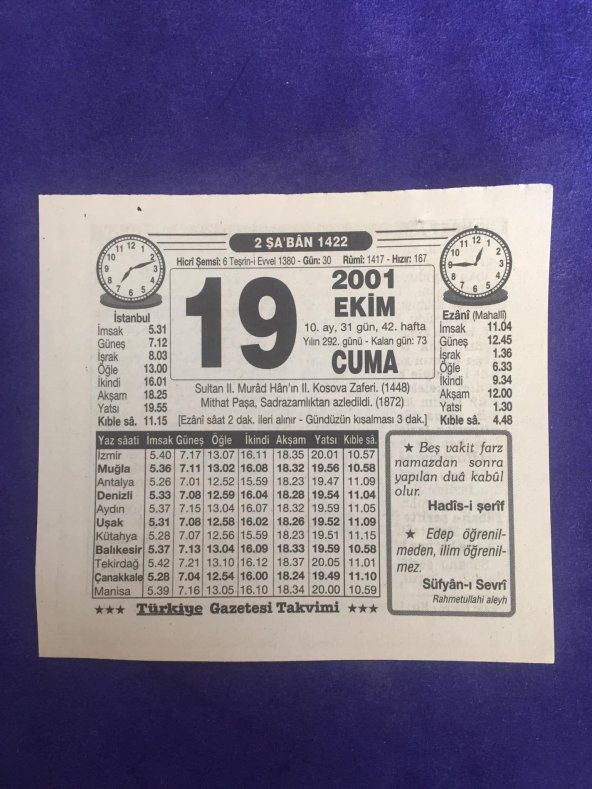 2 ŞA'BÂN 1422
Hicrî Şemsî: 6 Teşrin-i Evvel 1380 - Gün: 30 Rûmî: 1417 - Hızır: 167
19
2001
EKİM
10. ay, 31 gün, 42. hafta
Yılın 292. günü - Kalan gün: 73
CUMA
İstanbul
İmsak 5.31
Güneş 7.12
İşrak 8.03
Öğle 13.00
İkindi 16.01
Akşam 18.25
Yatsı 19.55
Kıble sâ. 11.15
Ezânî (Mahallî)
İmsak 11.04
Güneş 12.45
İşrak 1.36
Öğle 6.33
İkindi 9.34
Akşam 12.00
Yatsı 1.30
Kıble sâ. 4.48
Sultan II. Murâd Hân'ın II. Kosova Zaferi. (1448)
Mithat Paşa, Sadrazamlıktan azledildi. (1872)
[Ezânî sâat 2 dak. ileri alınır - Gündüzün kısalması 3 dak.]
Yaz sâati İmsak Güneş Öğle İkindi Akşam Yatsı Kıble sâ.
İzmir 5.40 7.17 13.07 16.11 18.35 20.01 10.57
Muğla 5.36 7.11 13.02 16.08 18.32 19.56 10.58
Antalya 5.26 7.01 12.52 15.59 18.23 19.47 11.09
Denizli 5.33 7.08 12.59 16.04 18.28 19.54 11.04
Aydın 5.37 7.15 13.04 16.07 18.32 19.59 11.05
Uşak 5.31 7.08 12.58 16.02 18.26 19.52 11.09
Kütahya 5.28 7.07 12.56 15.59 18.23 19.51 11.15
Balıkesir 5.37 7.13 13.04 16.09 18.33 19.59 10.58
Tekirdağ 5.42 7.21 13.10 16.12 18.37 20.05 11.01
Çanakkale 5.28 7.04 12.54 16.00 18.24 19.49 11.10
Manisa 5.39 7.16 13.05 16.10 18.34 20.00 10.59
★★★ Türkiye Gazetesi Takvimi ★★★
★ Beş vakit farz
namazdan sonra
yapılan duâ kabûl
olur.
Hadîs-i şerîf
★ Edep öğrenil-
meden, ilim öğrenil-
mez.
Süfyân-ı Sevrî
Rahmetullahi aleyh